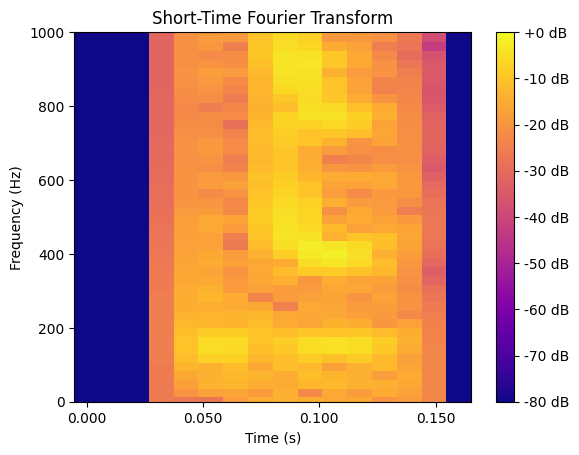 Short-Time Fourier Transform
1000
800
600
400
200
0
Frequency (Hz)
0.000
0.050
0.100
0.150
Time (s)
+0 dB
-10 dB
-20 dB
-30 dB
-40 dB
-50 dB
-60 dB
-70 dB
-80 dB